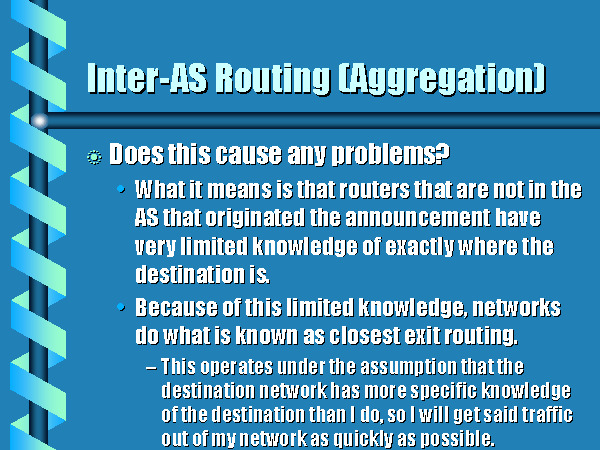 Inter-AS Routing (Aggregation)
Does this cause any problems?
• What it means is that routers that are not in the
AS that originated the announcement have
very limited knowledge of exactly where the
destination is.
• Because of this limited knowledge, networks
do what is known as closest exit routing.
– This operates under the assumption that the
destination network has more specific knowledge
of the destination than I do, so I will get said traffic
out of my network as quickly as possible.